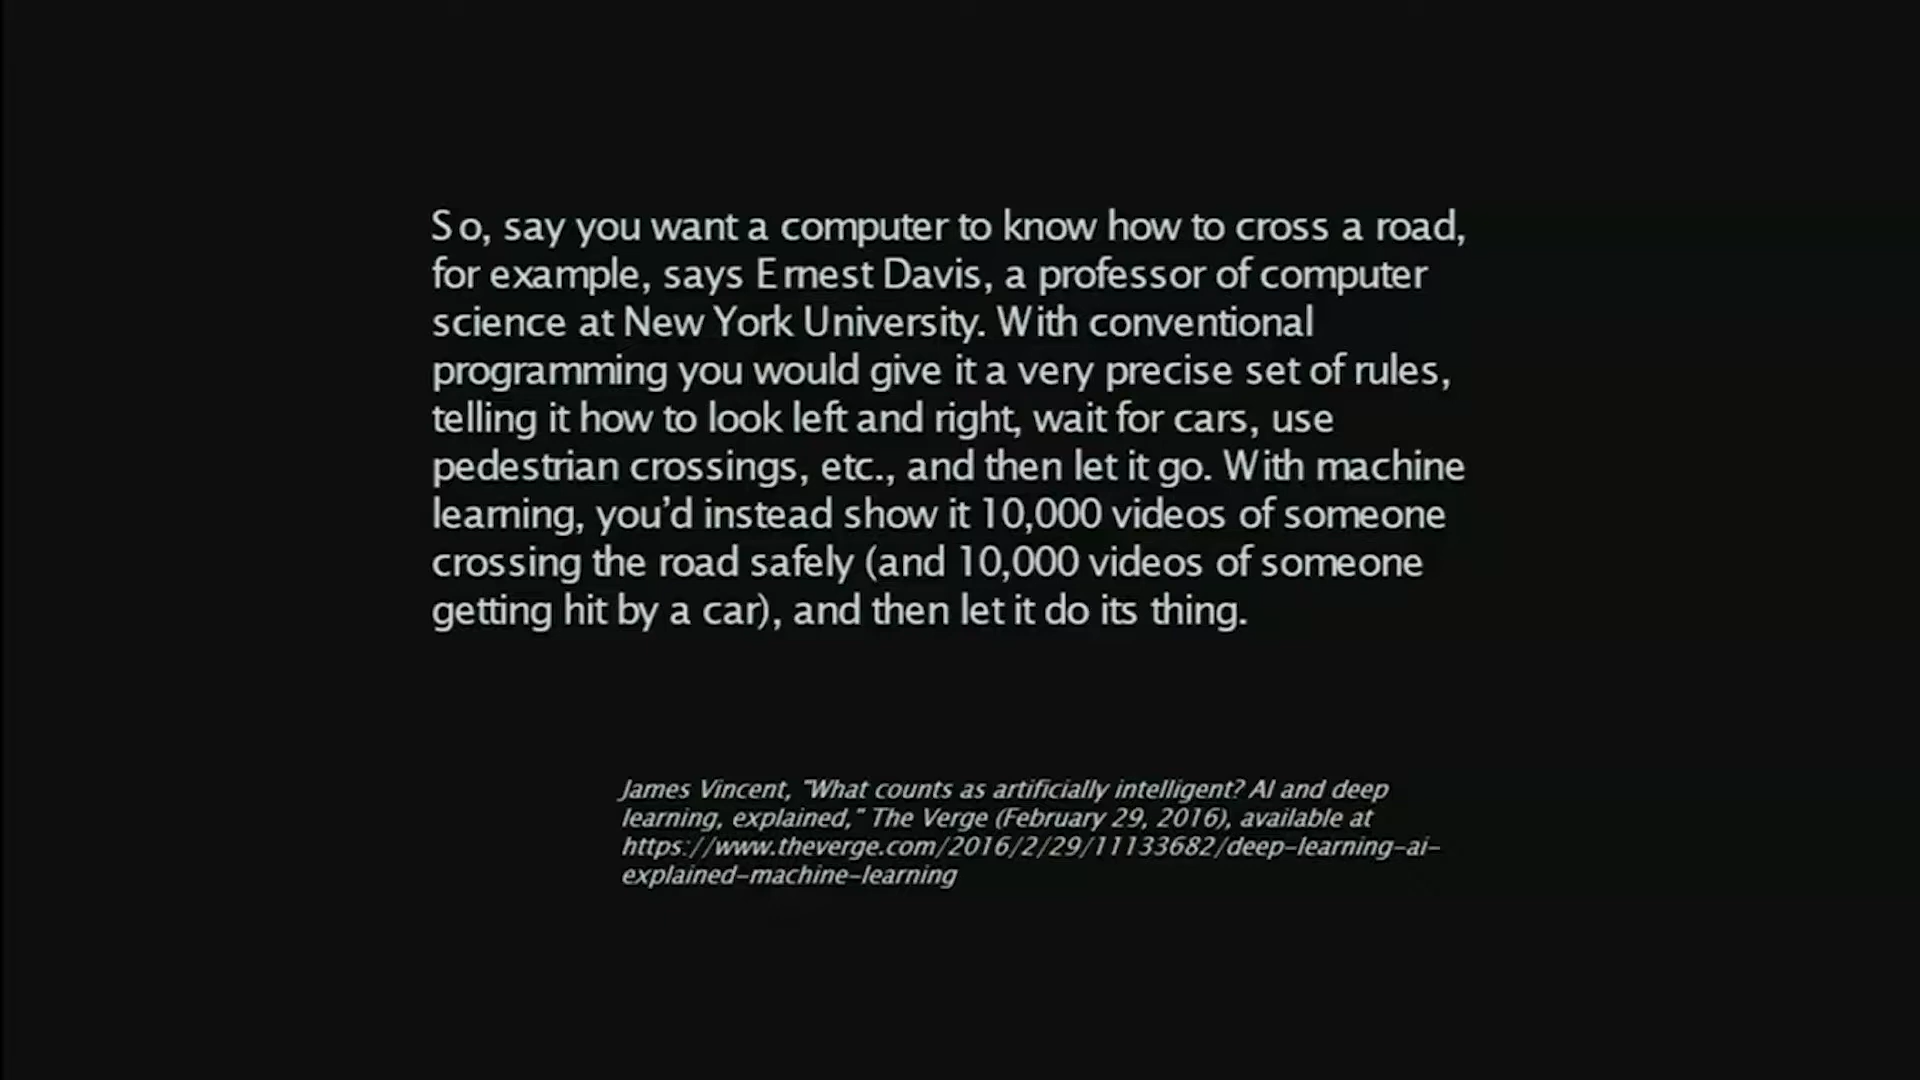 So, say you want a computer to know how to cross a road,
for example, says Ernest Davis, a professor of computer
science at New York University. With conventional
programming you would give it a very precise set of rules,
telling it how to look left and right, wait for cars, use
pedestrian crossings, etc., and then let it go. With machine
learning, you’d instead show it 10,000 videos of someone
crossing the road safely (and 10,000 videos of someone
getting hit by a car), and then let it do its thing.
James Vincent, "What counts as artificially intelligent? AI and deep
learning, explained," The Verge (February 29, 2016), available at
https://www.theverge.com/2016/2/29/11133682/deep-learning-ai-
explained-machine-learning